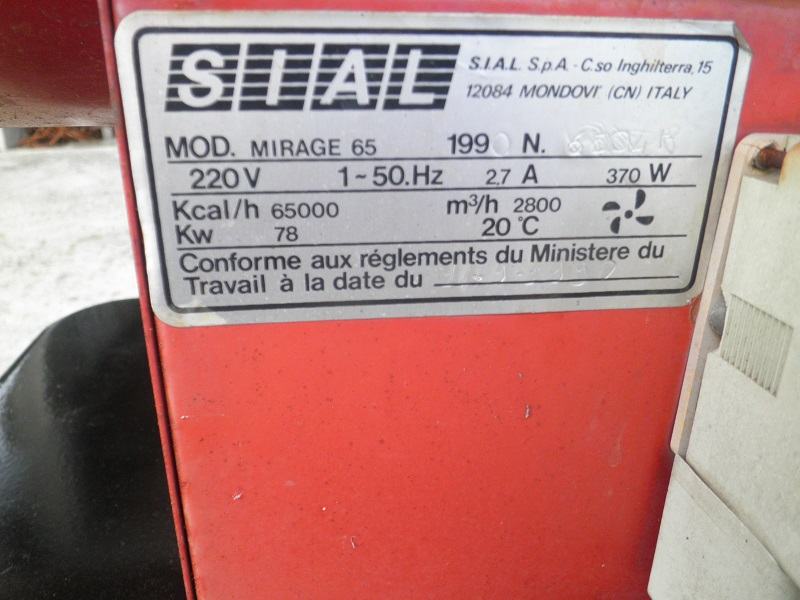 SIAL
S.I.A.L. S.p.A. - C.so Inghilterra, 15
12084 MONDOVI' (CN) ITALY
MOD. MIRAGE 65 199 N.
220 V 1~50.Hz 2,7 A 370 W
Kcal/h 65000 m³/h 2800
Kw 78 20 °C
Conforme aux réglements du Ministere du
Travail à la date du